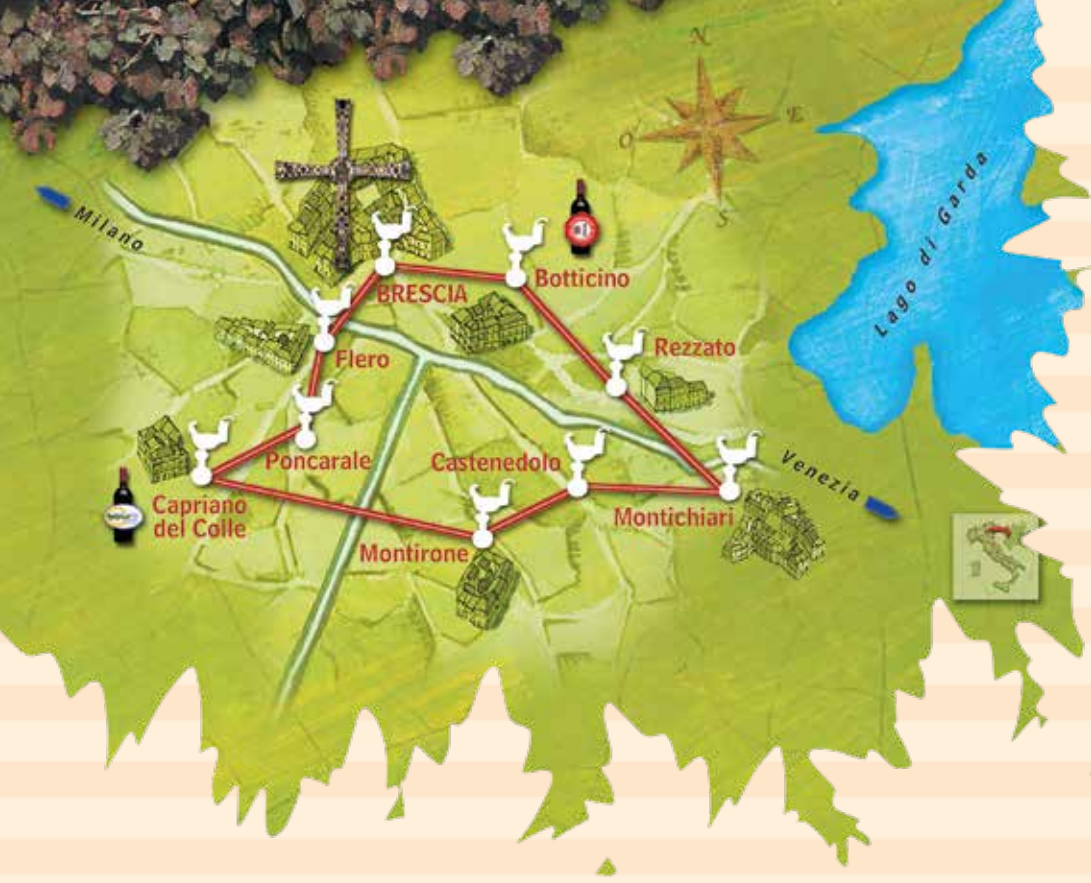 N
E
O
S
Milano
Lago di Garda
BRESCIA
Botticino
Flero
Rezzato
Poncarale
Castenedolo
Venezia
Capriano
del Colle
Montichiari
Montirone